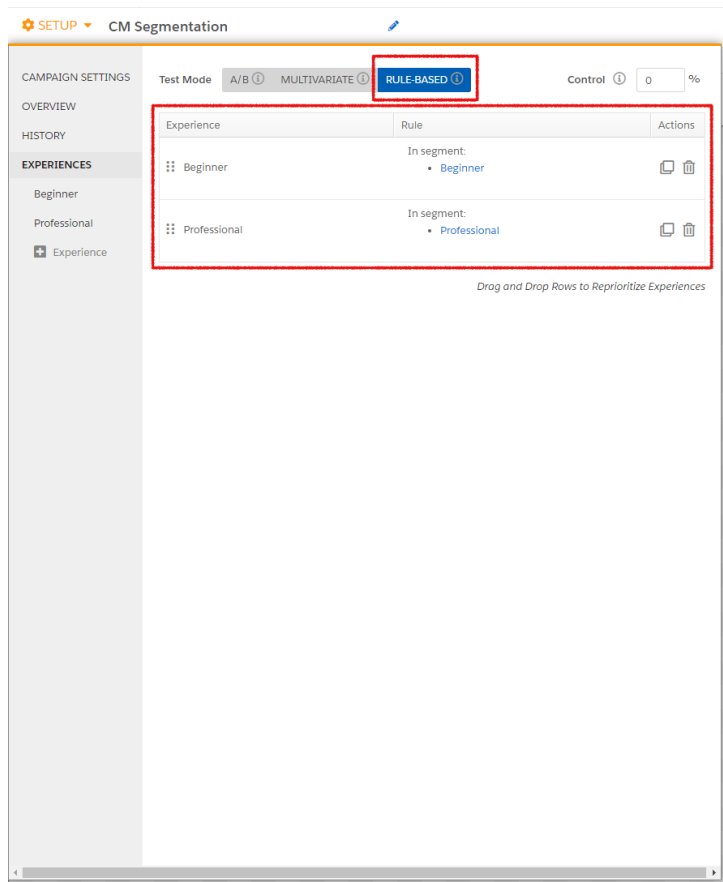 SETUP CM Segmentation
CAMPAIGN SETTINGS
OVERVIEW
HISTORY
EXPERIENCES
Beginner
Professional
Experience
Test Mode A/B MULTIVARIATE RULE-BASED Control 0 %
Experience Rule Actions
Beginner In segment:
• Beginner
Professional In segment:
• Professional
Drag and Drop Rows to Reprioritize Experiences